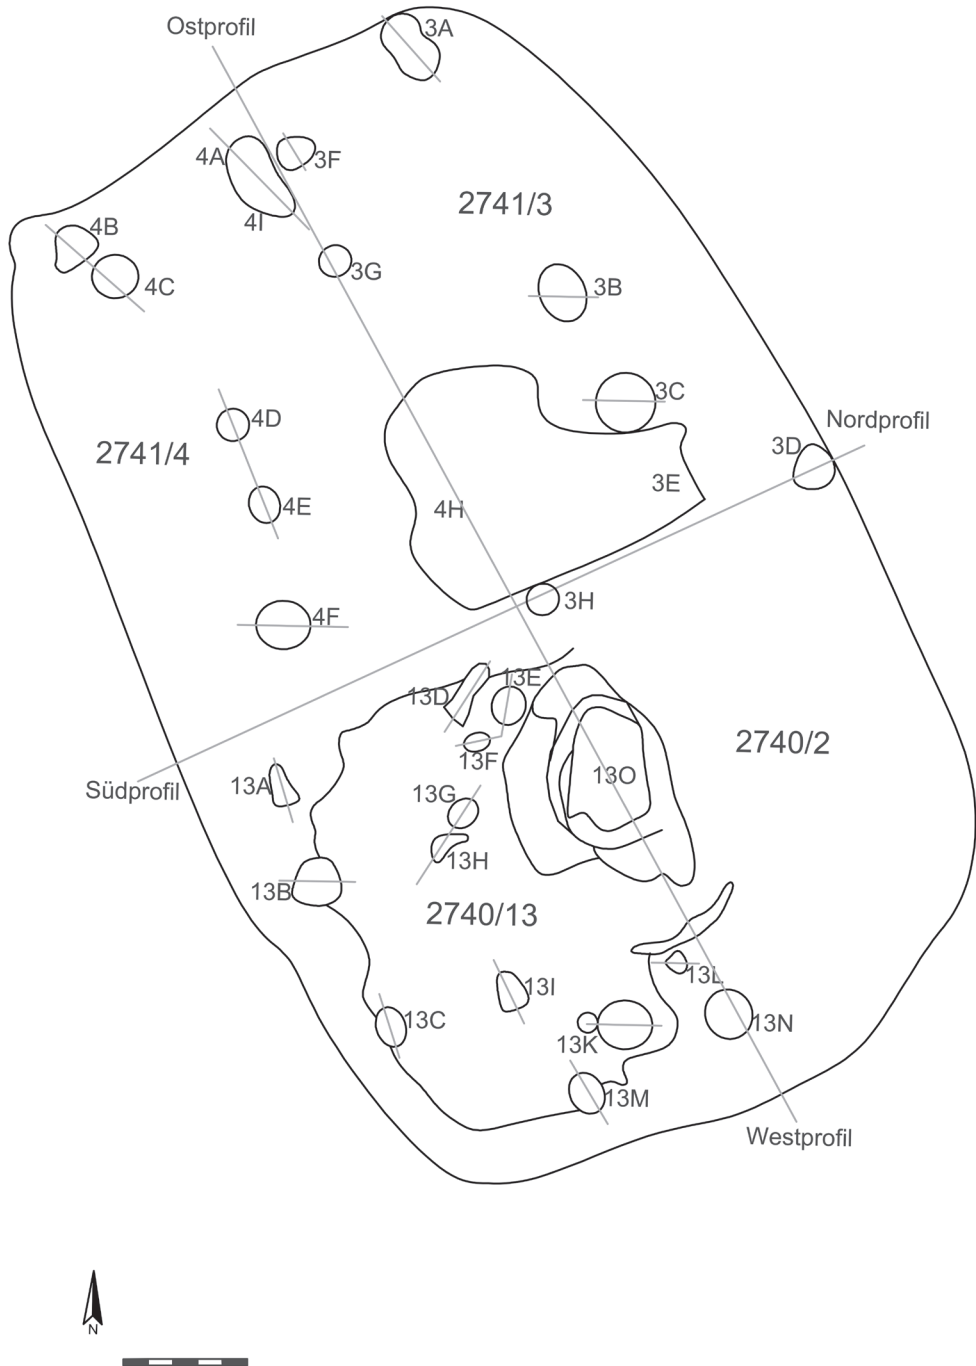 Ostprofil
3A
4A
3F
2741/3
4I
4B
4C
3G
3B
3C
Nordprofil
4D
3D
2741/4
3E
4E
4H
3H
4F
13E
13D
2740/2
13F
13O
Südprofil
13A
13G
13H
13B
2740/13
13L
13I
13C
13N
13K
13M
Westprofil
N